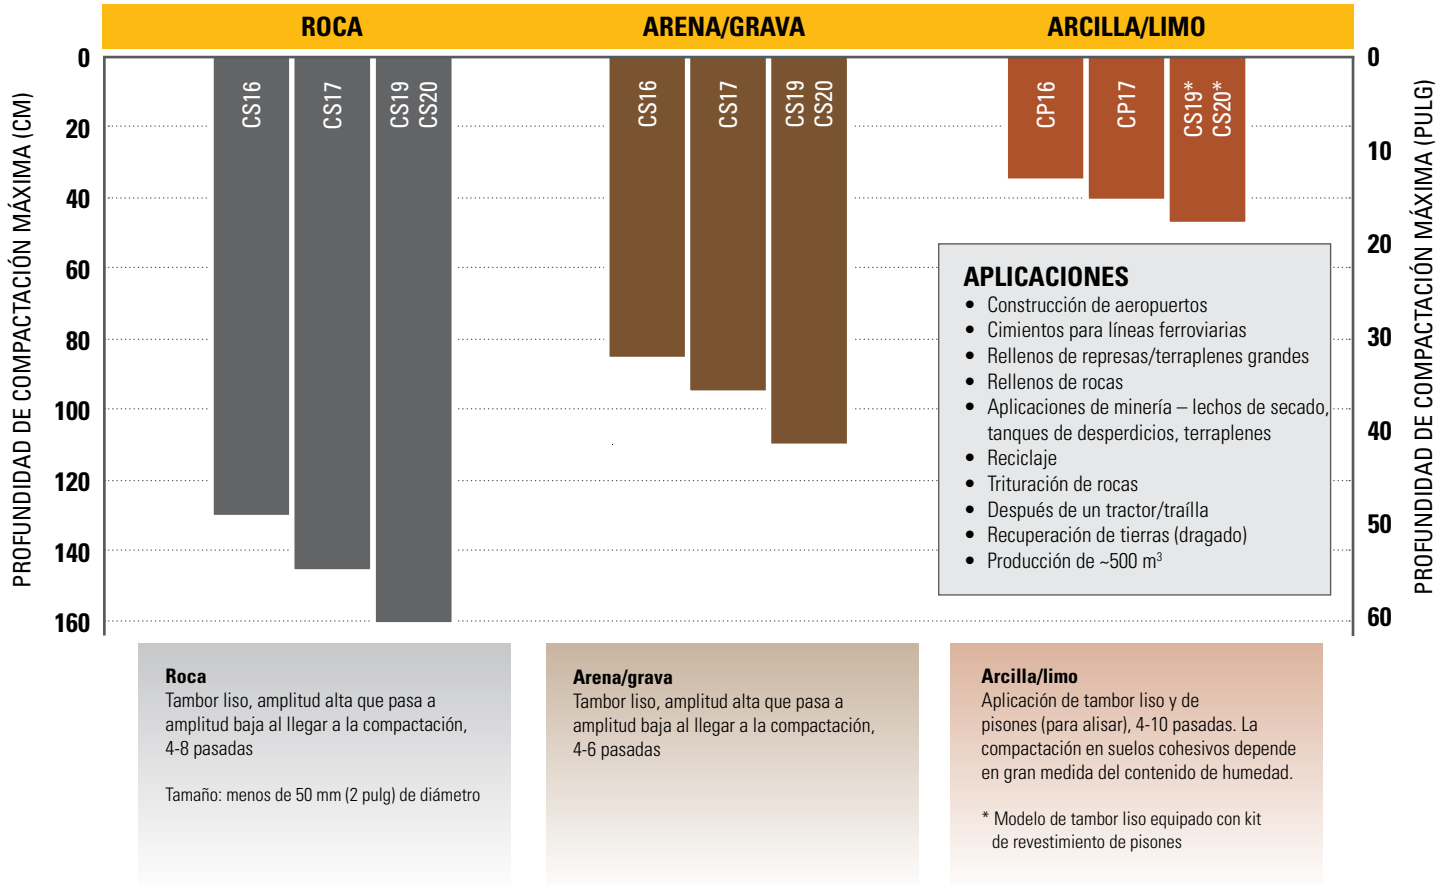 ROCA
ARENA/GRAVA
ARCILLA/LIMO
PROFUNDIDAD DE COMPACTACIÓN MÁXIMA (CM)
0
20
40
60
80
100
120
140
160
CS16
CS17
CS19
CS20
CS16
CS17
CS19
CS20
CP16
CP17
CS19*
CS20*
0
10
20
30
40
50
60
PROFUNDIDAD DE COMPACTACIÓN MÁXIMA (PULG)
APLICACIONES
• Construcción de aeropuertos
• Cimientos para líneas ferroviarias
• Rellenos de represas/terraplenes grandes
• Rellenos de rocas
• Aplicaciones de minería – lechos de secado,
tanques de desperdicios, terraplenes
• Reciclaje
• Trituración de rocas
• Después de un tractor/traílla
• Recuperación de tierras (dragado)
• Producción de ~500 m³
Roca
Tambor liso, amplitud alta que pasa a
amplitud baja al llegar a la compactación,
4-8 pasadas
Tamaño: menos de 50 mm (2 pulg) de diámetro
Arena/grava
Tambor liso, amplitud alta que pasa a
amplitud baja al llegar a la compactación,
4-6 pasadas
Arcilla/limo
Aplicación de tambor liso y de
pisones (para alisar), 4-10 pasadas. La
compactación en suelos cohesivos depende
en gran medida del contenido de humedad.
* Modelo de tambor liso equipado con kit
de revestimiento de pisones